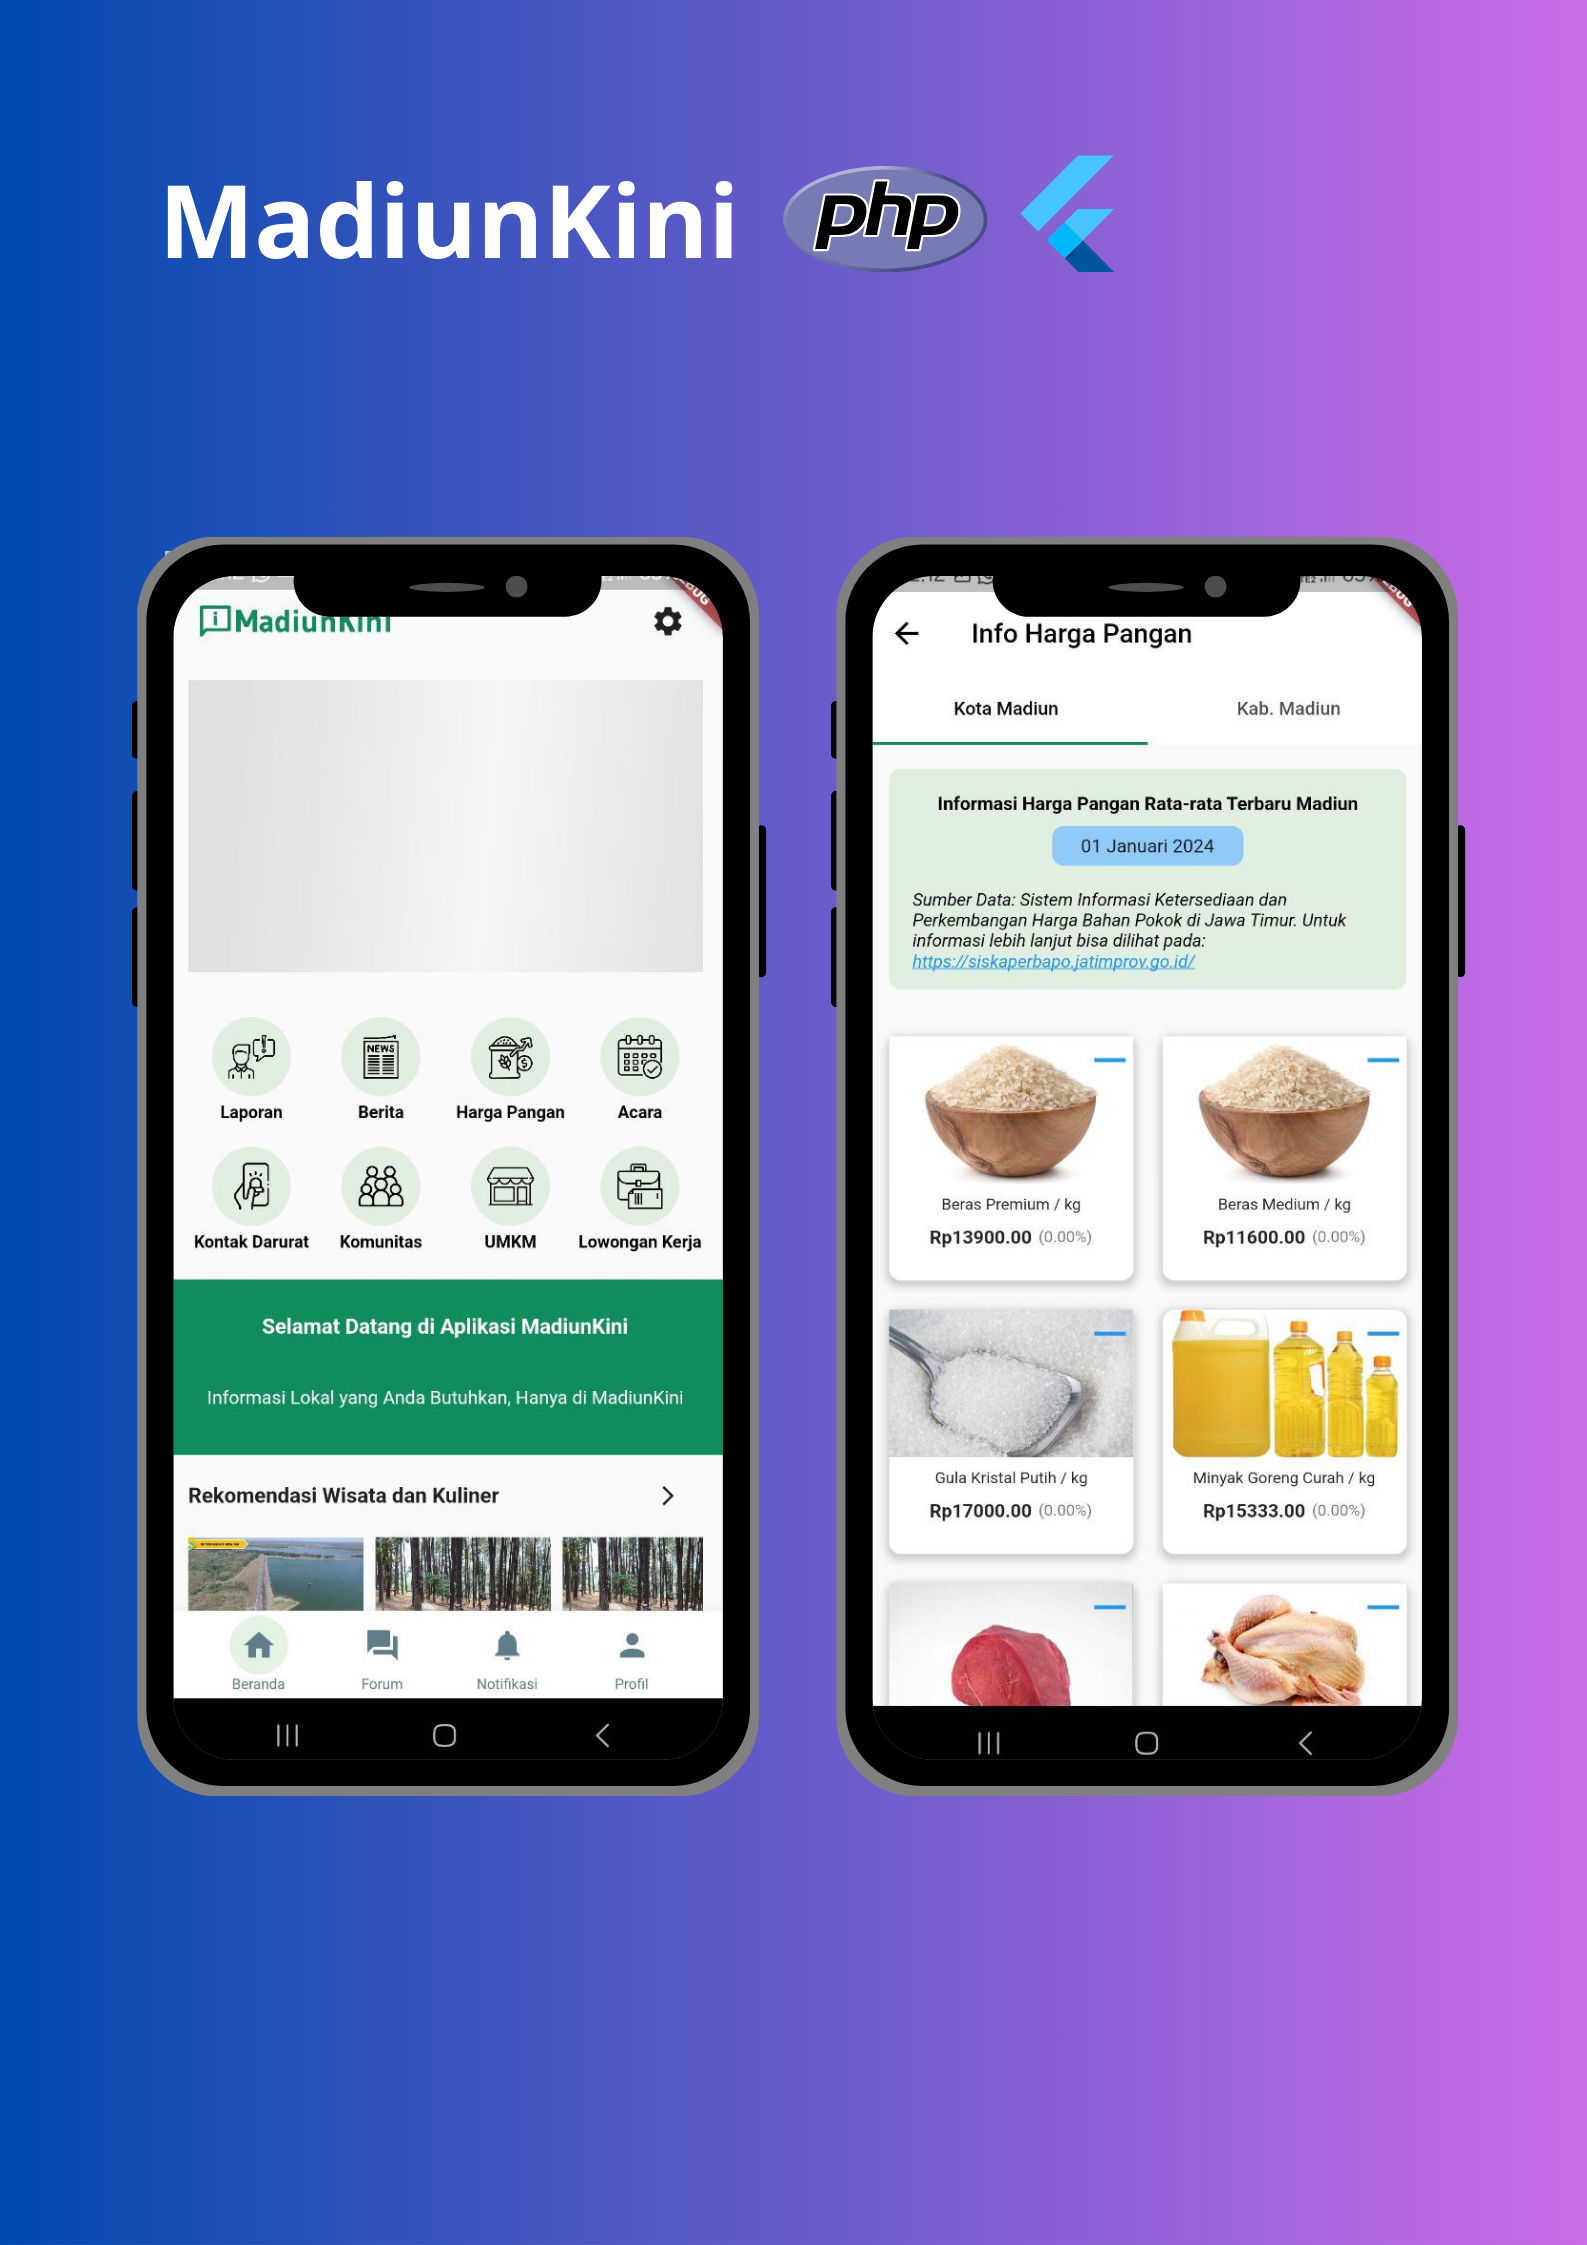 MadiunKini php
MadiunKini
Laporan
Berita
Harga Pangan
Acara
NEWS
Kontak Darurat
Komunitas
UMKM
Lowongan Kerja
Selamat Datang di Aplikasi MadiunKini
Informasi Lokal yang Anda Butuhkan, Hanya di MadiunKini
Rekomendasi Wisata dan Kuliner
Beranda
Forum
Notifikasi
Profil
Info Harga Pangan
Kota Madiun
Kab. Madiun
Informasi Harga Pangan Rata-rata Terbaru Madiun
01 Januari 2024
Sumber Data: Sistem Informasi Ketersediaan dan
Perkembangan Harga Bahan Pokok di Jawa Timur. Untuk
informasi lebih lanjut bisa dilihat pada:
https://siskaperbapo.jatimprov.go.id/
Beras Premium / kg
Rp13900.00 (0.00%)
Beras Medium / kg
Rp11600.00 (0.00%)
Gula Kristal Putih / kg
Rp17000.00 (0.00%)
Minyak Goreng Curah / kg
Rp15333.00 (0.00%)